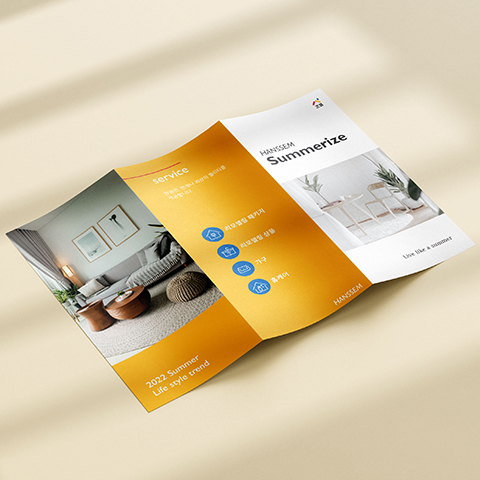 2022 Summer
Life style trend
service
리모델링 패키지
리모델링 상품
가구
홈케어
HANSSEM
HANSSEM
Summerize
Live like a summer